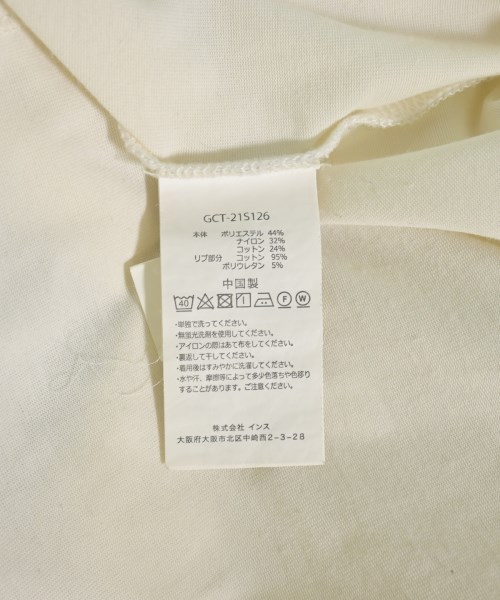 GCT-21S126
本体 ポリエステル 44%
ナイロン 32%
コットン 24%
リブ部分 コットン 95%
ポリウレタン 5%
中国製
40 F W
・単独で洗ってください。
・無蛍光洗剤を使用してください。
・アイロンの際はあて布をしてください。
・裏返して干してください。
・着用後はすみやかに洗濯してください。
・水や汗、摩擦等によって多少色落ちや色移り
することがあります。ご注意ください。
株式会社 インス
大阪府大阪市北区中崎西2-3-28